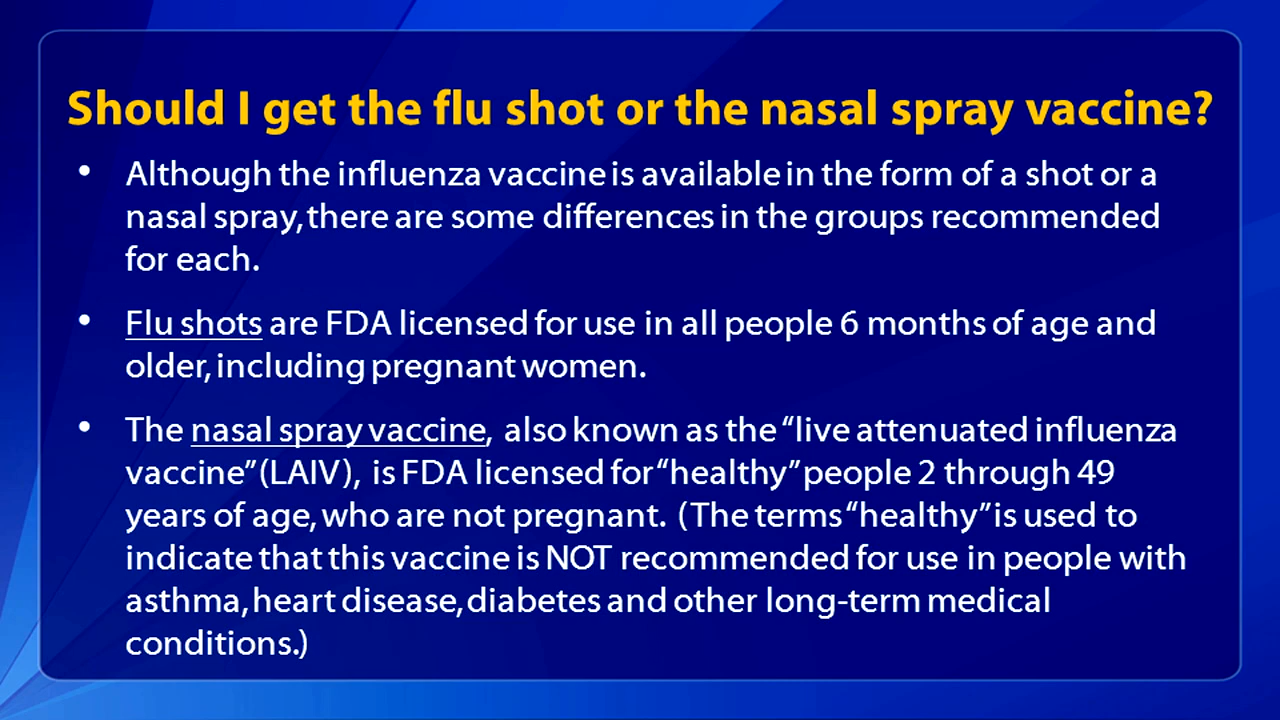 Should I get the flu shot or the nasal spray vaccine?
• Although the influenza vaccine is available in the form of a shot or a
nasal spray, there are some differences in the groups recommended
for each.
• Flu shots are FDA licensed for use in all people 6 months of age and
older, including pregnant women.
• The nasal spray vaccine, also known as the “live attenuated influenza
vaccine” (LAIV), is FDA licensed for “healthy” people 2 through 49
years of age, who are not pregnant. (The terms “healthy” is used to
indicate that this vaccine is NOT recommended for use in people with
asthma, heart disease, diabetes and other long-term medical
conditions.)